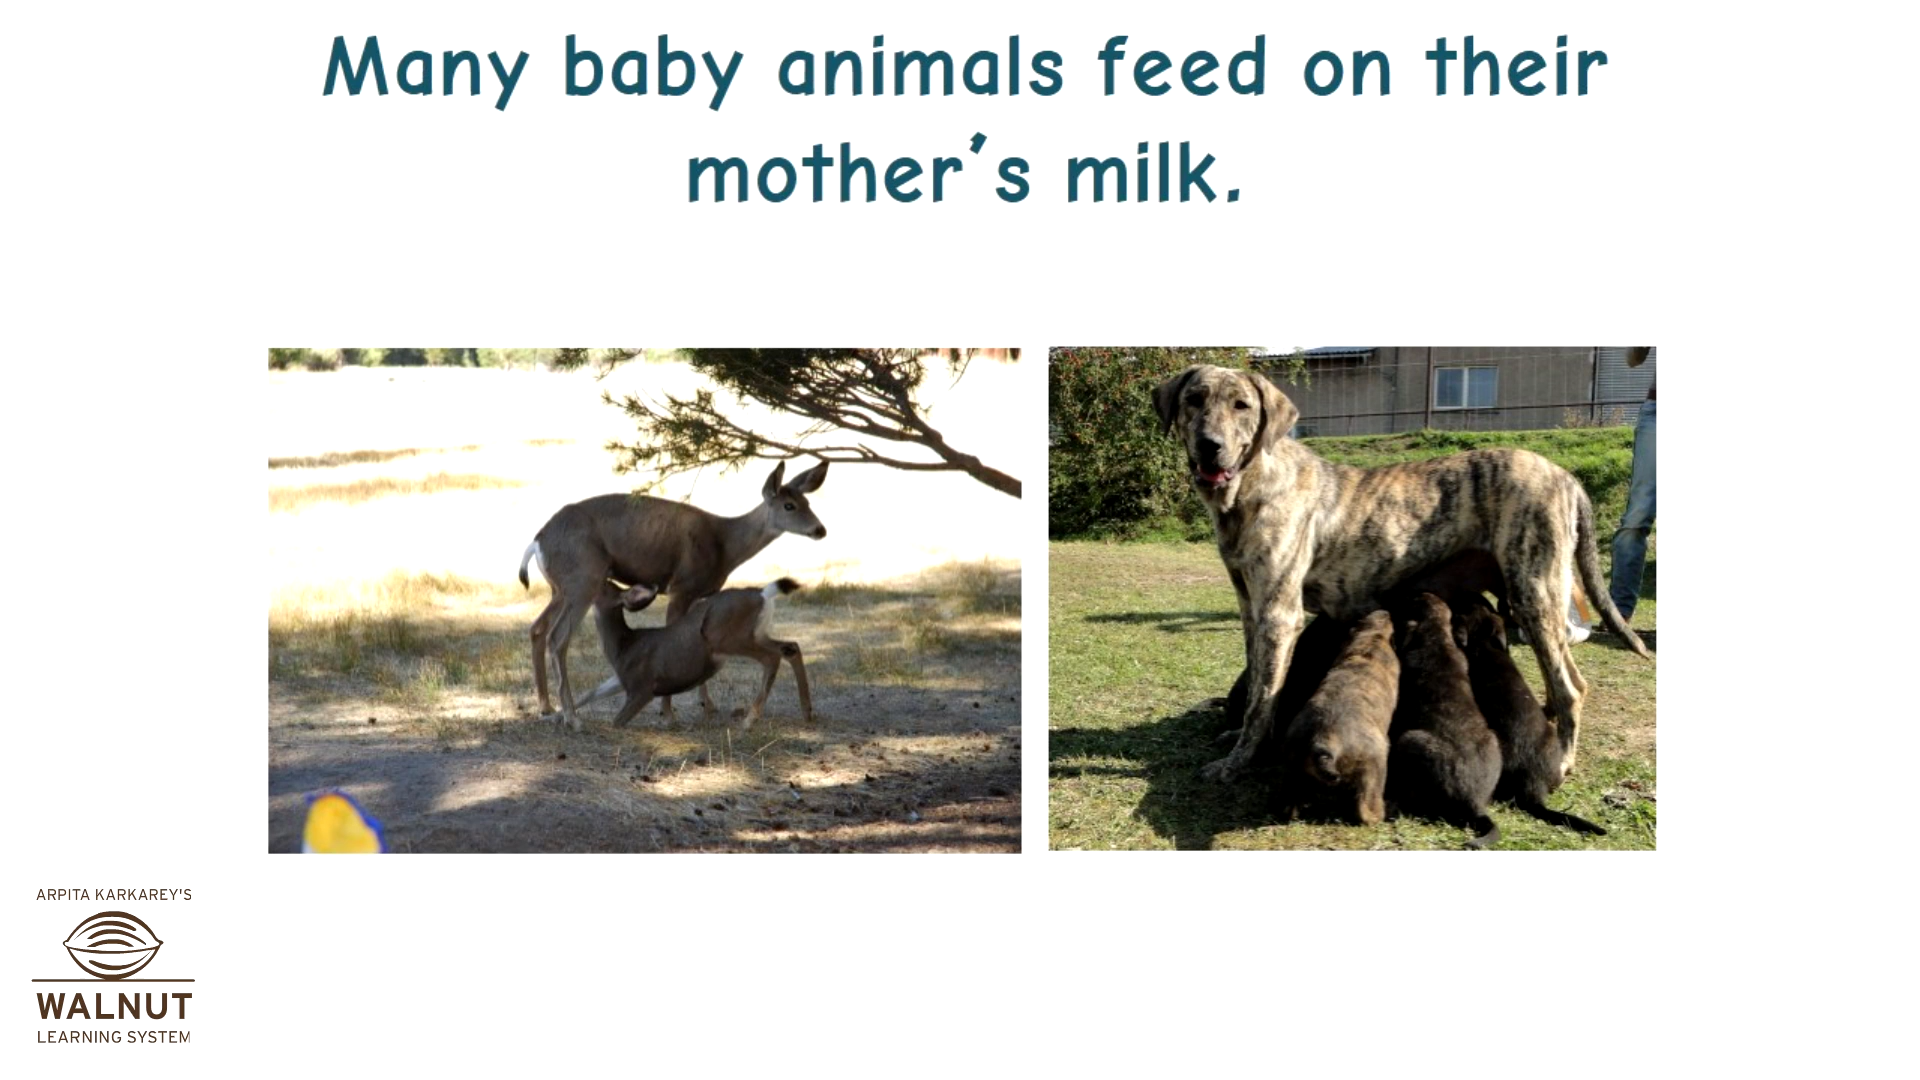 Many baby animals feed on their
mother's milk.
ARPITA KARKAREY'S
WALNUT
LEARNING SYSTEM